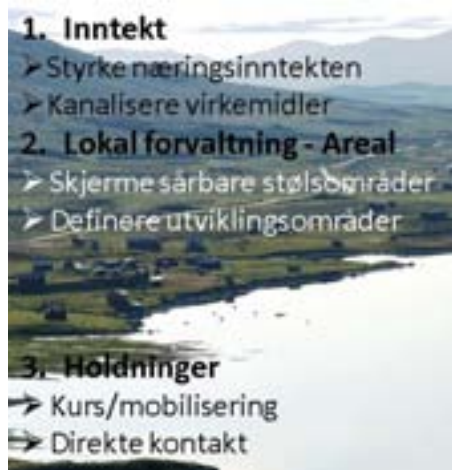 1. Inntekt
➢ Styrke næringsinntekten
➢ Kanalisere virkemidler
2. Lokal forvaltning - Areal
➢ Skjerme sårbare stølsområder
➢ Definere utviklingsområder
3. Holdninger
➢ Kurs/mobilisering
➢ Direkte kontakt